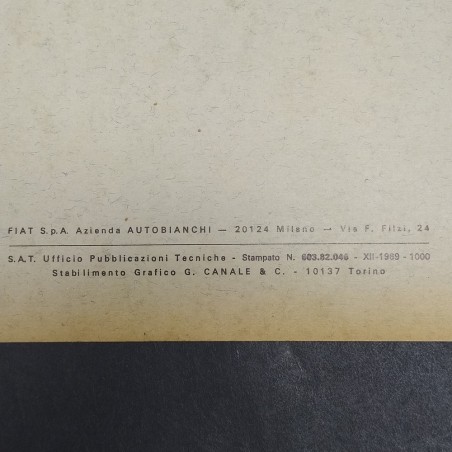 FIAT S.p.A. Azienda AUTOBIANCHI — 20124 Milano — Via F. Filzi, 24
S.A.T. Ufficio Pubblicazioni Tecniche - Stampato N. 603.82.046 - XII-1969 - 1000
Stabilimento Grafico G. CANALE & C. - 10137 Torino